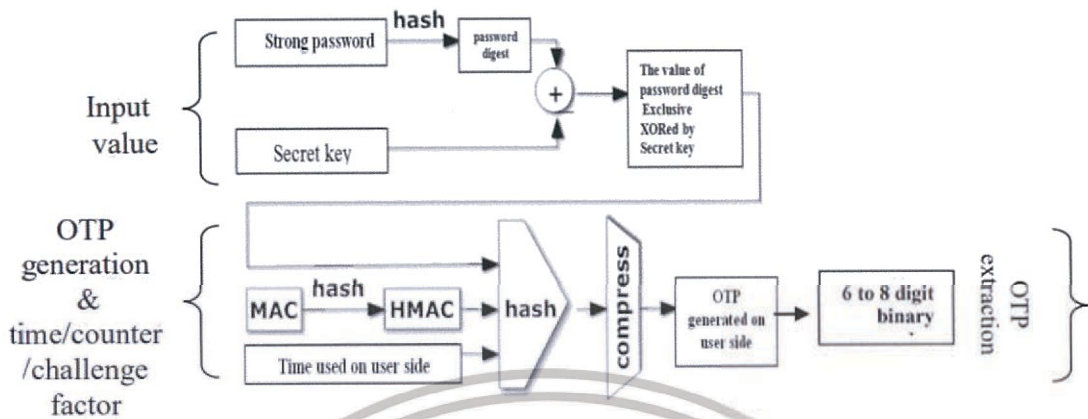 Input
value
Strong password
hash
password
digest
+
Secret key
The value of
password digest
Exclusive
XORed by
Secret key
OTP
generation
&
time/counter
/challenge
factor
MAC
hash
HMAC
Time used on user side
hash
compress
OTP
generated on
user side
6 to 8 digit
binary
OTP
extraction